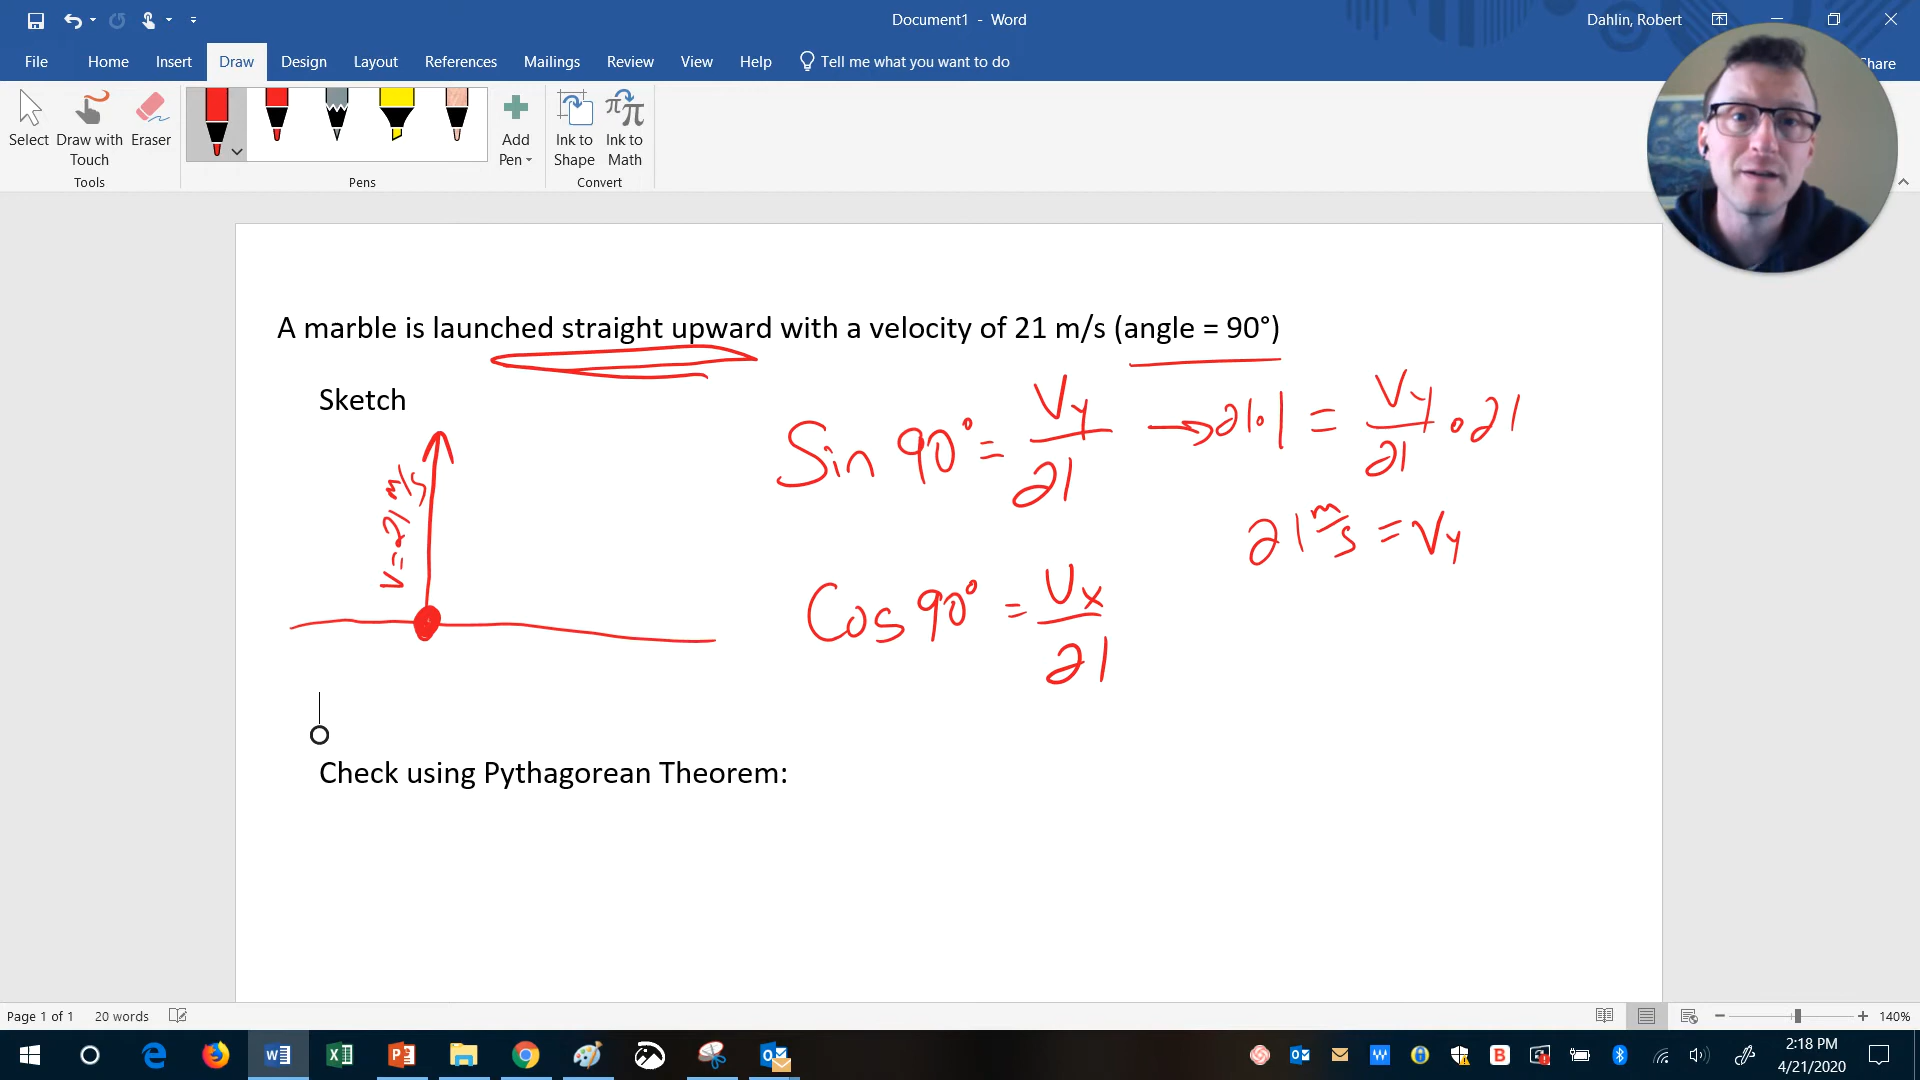 Document1 - Word
Dahlin, Robert
File Home Insert Draw Design Layout References Mailings Review View Help Tell me what you want to do
Share
Select
Draw with Touch
Eraser
Add Pen
Ink to Shape
Ink to Math
Tools
Pens
Convert
A marble is launched straight upward with a velocity of 21 m/s (angle = 90°)
Sketch
V = 21 m/s
Sin 90° = Vy/21 → 21·1 = Vy/21 · 21
21 m/s = Vy
Cos 90° = Vx/21
Check using Pythagorean Theorem:
Page 1 of 1 20 words
140%
2:18 PM
4/21/2020